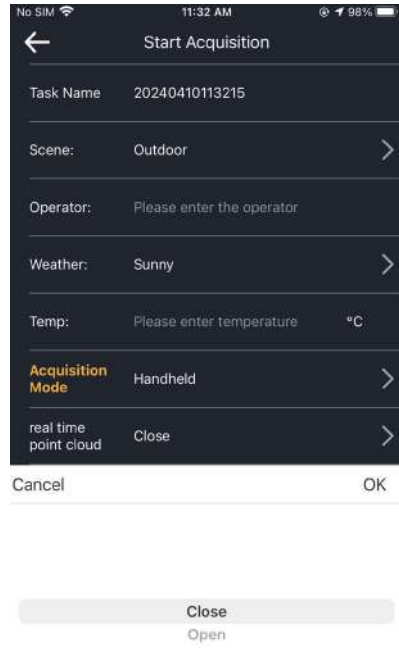 No SIM 11:32 AM 98%
Start Acquisition
Task Name 20240410113215
Scene: Outdoor
Operator: Please enter the operator
Weather: Sunny
Temp: Please enter temperature °C
Acquisition
Mode Handheld
real time
point cloud Close
Cancel OK
Close
Open